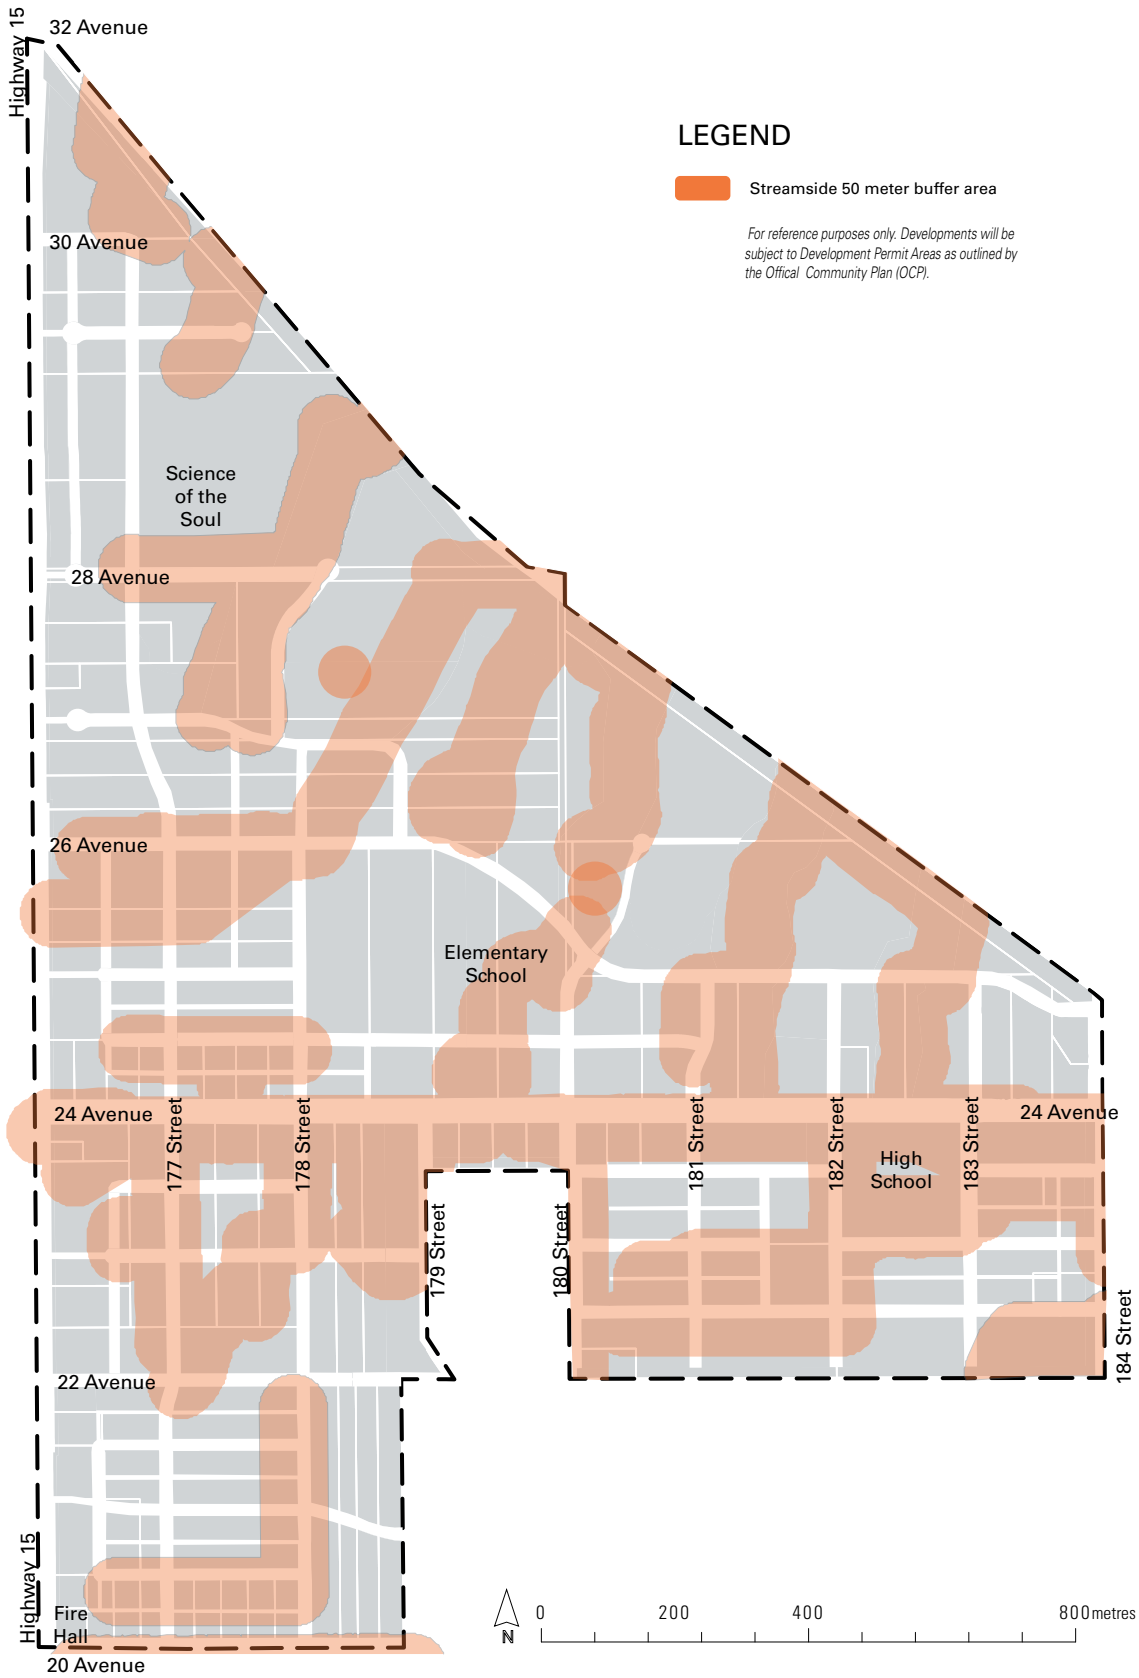 32 Avenue
Highway 15
LEGEND
Streamside 50 meter buffer area
For reference purposes only. Developments will be
subject to Development Permit Areas as outlined by
the Offical Community Plan (OCP).
30 Avenue
Science
of the
Soul
28 Avenue
26 Avenue
Elementary
School
24 Avenue
24 Avenue
177 Street
178 Street
181 Street
182 Street
183 Street
High
School
179 Street
180 Street
184 Street
22 Avenue
Highway 15
Fire
Hall
20 Avenue
N
0 200 400 800 metres